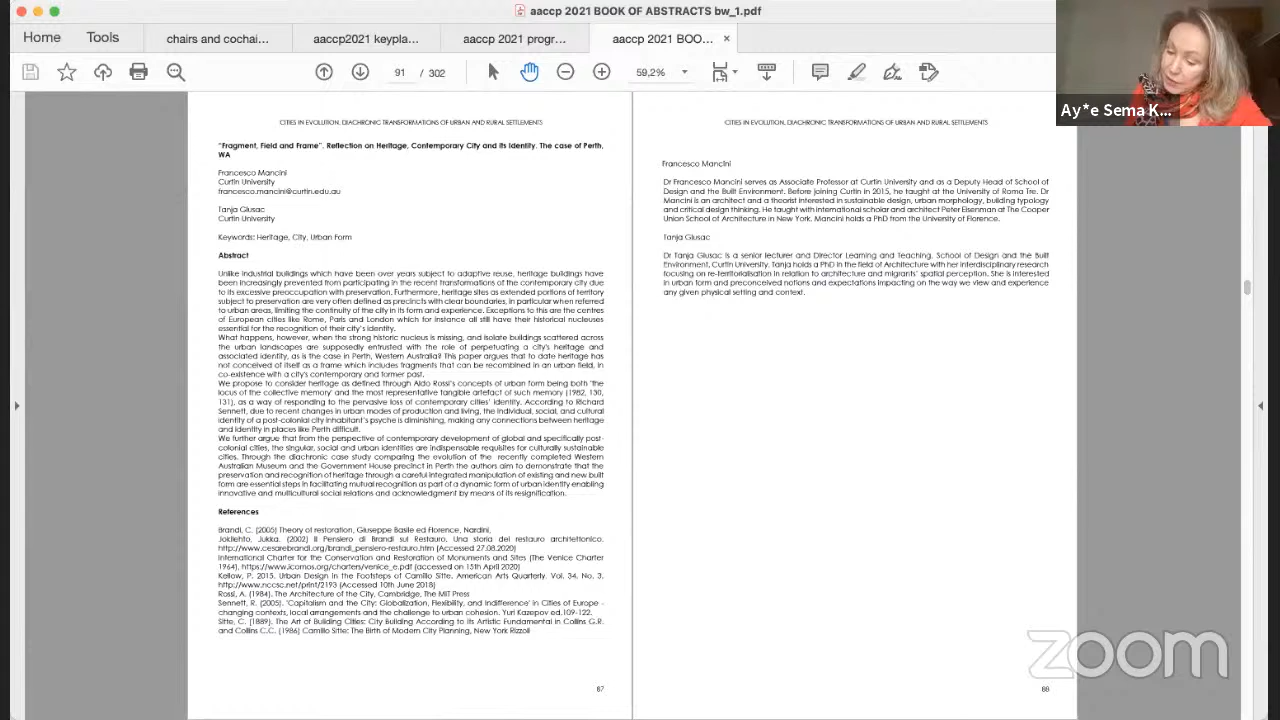 aaccp 2021 BOOK OF ABSTRACTS bw_1.pdf
Home
Tools
chairs and cochai...
aaccp2021 keypla...
aaccp 2021 progr...
aaccp 2021 BOO...
×
91 / 302
59,2%
Ay*e Sema K...
CITIES IN EVOLUTION. DIACHRONIC TRANSFORMATIONS OF URBAN AND RURAL SETTLEMENTS
"Fragment, Field and Frame". Reflection on Heritage, Contemporary City and its Identity. The case of Perth,
WA
Francesco Mancini
Curtin University
francesco.mancini@curtin.edu.au
Tanja Glusac
Curtin University
Keywords: Heritage, City, Urban Form
Abstract
Unlike industrial buildings which have been over years subject to adaptive reuse, heritage buildings have
been increasingly prevented from participating in the recent transformations of the contemporary city due
to its excessive preoccupation with preservation. Furthermore, heritage sites as extended portions of territory
subject to preservation are very often defined as precincts with clear boundaries, in particular when referred
to urban areas, limiting the continuity of the city in its form and experience. Exceptions to this are the centres
of European cities like Rome, Paris and London which for instance all still have their historical nucleuses
essential for the recognition of their city's identity.
What happens, however, when the strong historic nucleus is missing, and isolate buildings scattered across
the urban landscapes are supposedly entrusted with the role of perpetuating a city's heritage and
associated identity, as is the case in Perth, Western Australia? This paper argues that to date heritage has
not conceived of itself as a frame which includes fragments that can be recombined in an urban field, in
co-existence with a city's contemporary and former past.
We propose to consider heritage as defined through Aldo Rossi's concepts of urban form being both 'the
locus of the collective memory' and the most representative tangible artefact of such memory (1982, 130,
131), as a way of responding to the pervasive loss of contemporary cities' identity. According to Richard
Sennett, due to recent changes in urban modes of production and living, the individual, social, and cultural
identity of a post-colonial city inhabitant's psyche is diminishing, making any connections between heritage
and identity in places like Perth difficult.
We further argue that from the perspective of contemporary development of global and specifically post-
colonial cities, the singular, social and urban identities are indispensable requisites for culturally sustainable
cities. Through the diachronic case study comparing the evolution of the recently completed Western
Australian Museum and the Government House precinct in Perth the authors aim to demonstrate that the
preservation and recognition of heritage through a careful integrated manipulation of existing and new built
form are essential steps in facilitating mutual recognition as part of a dynamic form of urban identity enabling
innovative and multicultural social relations and acknowledgment by means of its resignification.
References
Brandi, C. (2005) Theory of restoration, Giuseppe Basile ed Florence, Nardini.
Jokilehto, Jukka. (2002) Il Pensiero di Brandi sul Restauro. Una storia del restauro architettonico.
http://www.cesarebrandi.org/brandi_pensiero-restauro.htm (Accessed 27.08.2020)
International Charter for the Conservation and Restoration of Monuments and Sites (The Venice Charter
1964), https://www.icomos.org/charters/venice_e.pdf (accessed on 15th April 2020)
Kellow, P. 2015. Urban Design in the Footsteps of Camillo Sitte. American Arts Quarterly. Vol. 34, No. 3.
http://www.nccsc.net/print/2193 (Accessed 10th June 2018)
Rossi, A. (1984). The Architecture of the City, Cambridge, The MIT Press
Sennett, R. (2005). 'Capitalism and the City: Globalization, Flexibility, and Indifference' in Cities of Europe -
changing contexts, local arrangements and the challenge to urban cohesion. Yuri Kazepov ed.109-122.
Sitte, C. (1889). The Art of Building Cities: City Building According to its Artistic Fundamental in Collins G.R.
and Collins C.C. (1986) Camillo Sitte: The Birth of Modern City Planning, New York Rizzoli
87
CITIES IN EVOLUTION. DIACHRONIC TRANSFORMATIONS OF URBAN AND RURAL SETTLEMENTS
Francesco Mancini
Dr Francesco Mancini serves as Associate Professor at Curtin University and as a Deputy Head of School of
Design and the Built Environment. Before joining Curtin in 2015, he taught at the University of Roma Tre. Dr
Mancini is an architect and a theorist interested in sustainable design, urban morphology, building typology
and critical design thinking. He taught with international scholar and architect Peter Eisenman at The Cooper
Union School of Architecture in New York. Mancini holds a PhD from the University of Florence.
Tanja Glusac
Dr Tanja Glusac is a senior lecturer and Director Learning and Teaching, School of Design and the Built
Environment, Curtin University. Tanja holds a PhD in the field of Architecture with her interdisciplinary research
focusing on re-territorialisation in relation to architecture and migrants' spatial perception. She is interested
in urban form and preconceived notions and expectations impacting on the way we view and experience
any given physical setting and context.
88
zoom